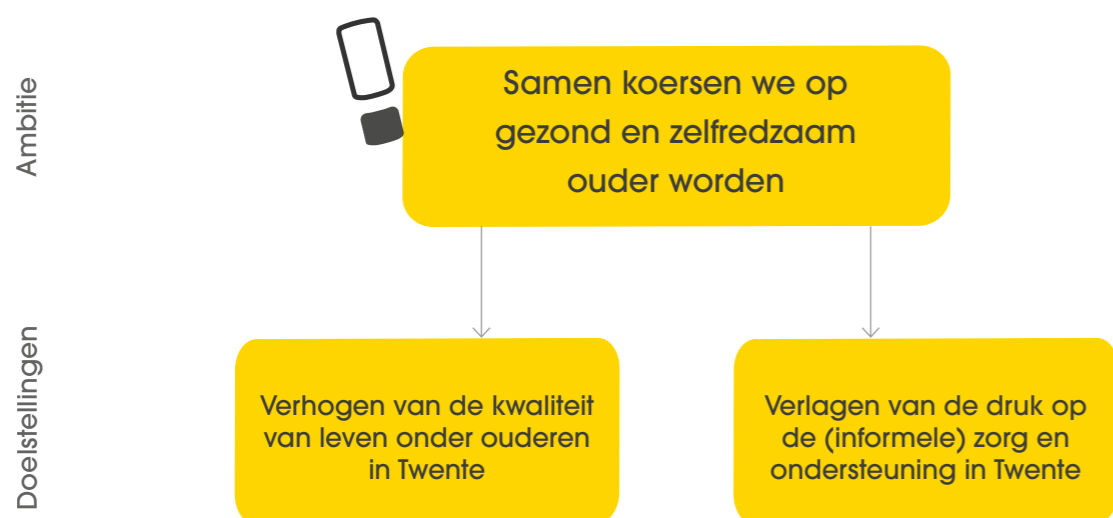 Ambitie
Samen koersen we op
gezond en zelfredzaam
ouder worden
Doelstellingen
Verhogen van de kwaliteit
van leven onder ouderen
in Twente
Verlagen van de druk op
de (informele) zorg en
ondersteuning in Twente